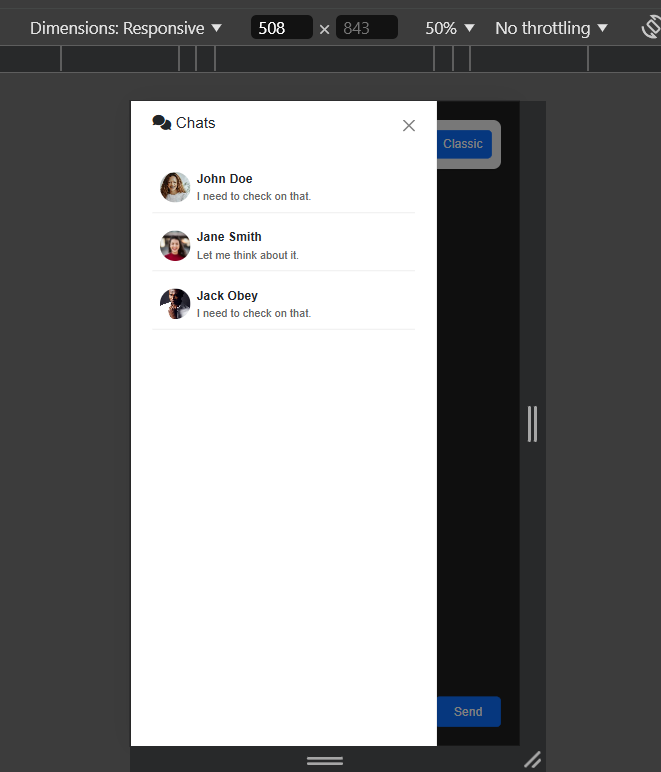 Dimensions: Responsive ▼ 508 × 843 50% ▼ No throttling ▼
Chats
Classic
John Doe
I need to check on that.
Jane Smith
Let me think about it.
Jack Obey
I need to check on that.
Send